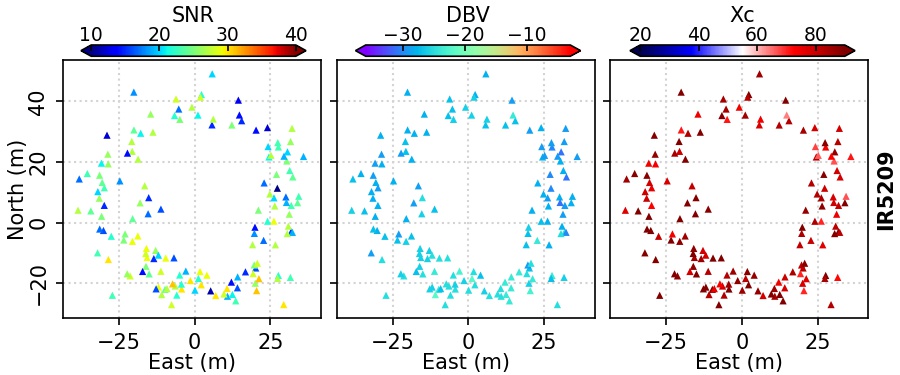 SNR DBV Xc
10 20 30 40 −30 −20 −10 20 40 60 80
40
20
0
−20
North (m)
−25 0 25 −25 0 25 −25 0 25
East (m) East (m) East (m)
IR5209